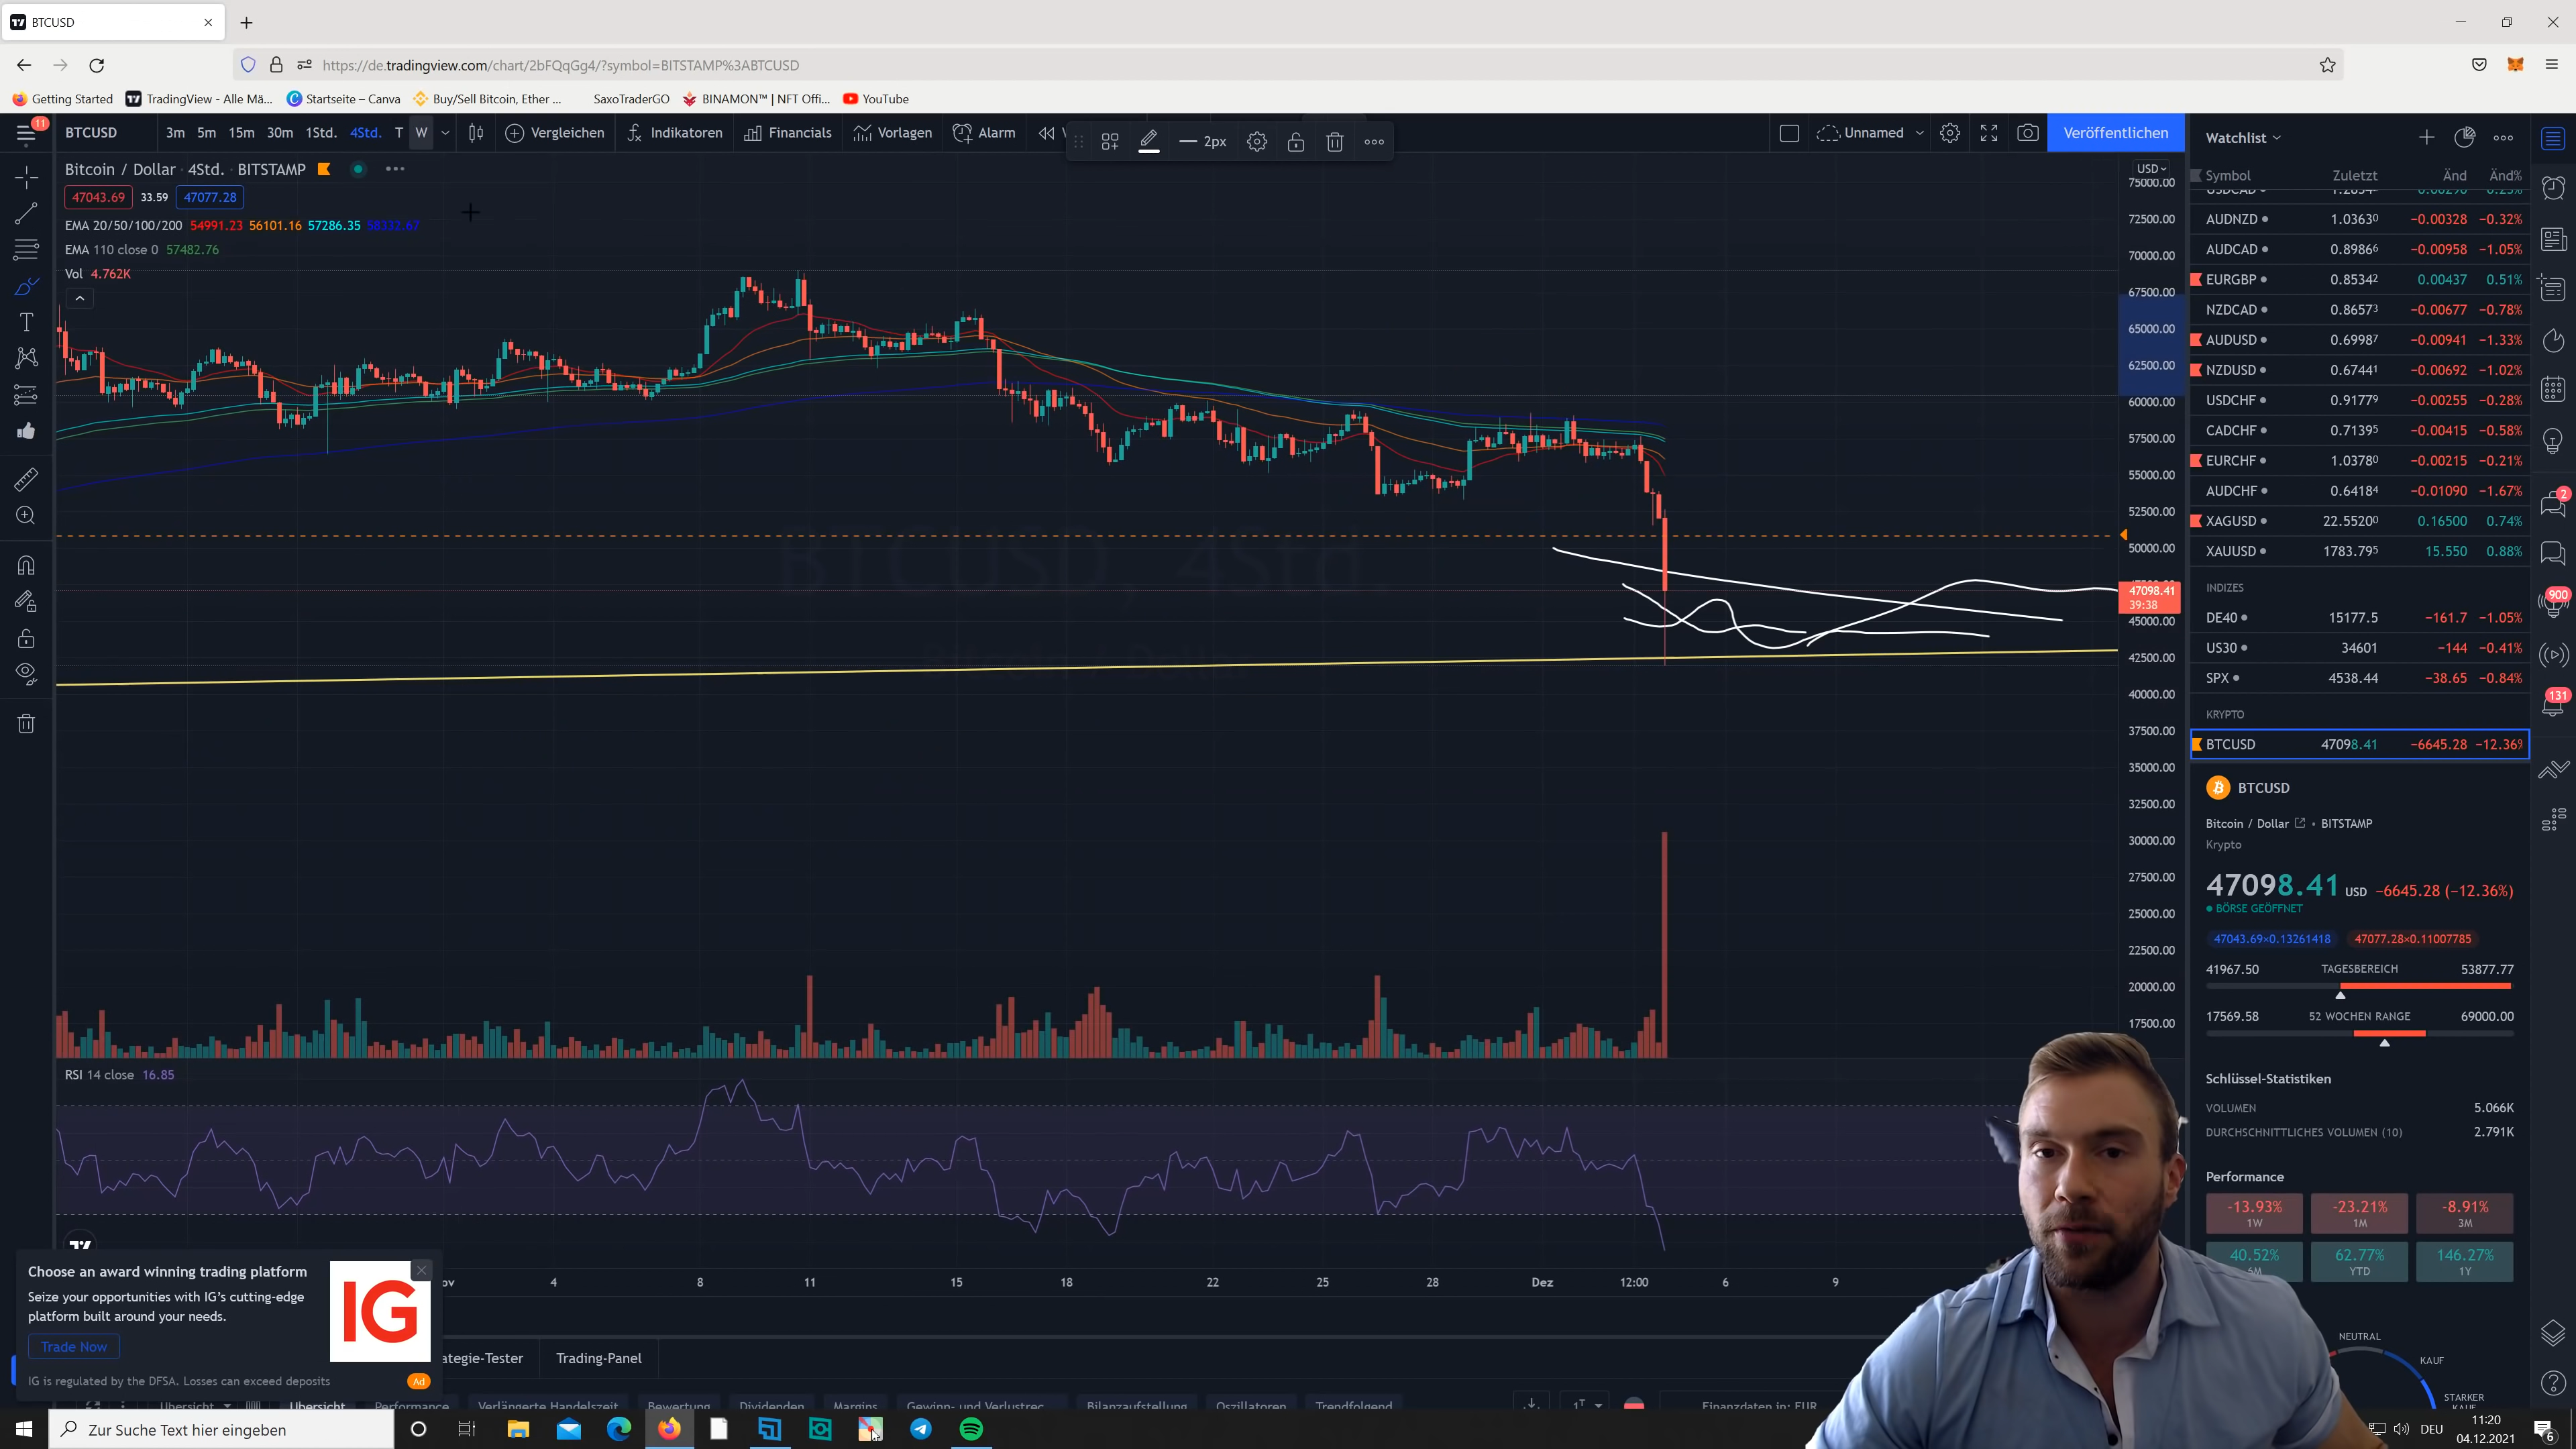 BTCUSD
https://de.tradingview.com/chart/2bFQqGg4/?symbol=BITSTAMP%3ABTCUSD
Getting Started TradingView - Alle Mä... Startseite – Canva Buy/Sell Bitcoin, Ether ... SaxoTraderGO BINAMON™ | NFT Offi... YouTube
11 BTCUSD 3m 5m 15m 30m 1Std. 4Std. T W Vergleichen Indikatoren Financials Vorlagen Alarm 2px Unnamed Veröffentlichen
Bitcoin / Dollar · 4Std. · BITSTAMP
47043.69 33.59 47077.28
EMA 20/50/100/200 54991.23 56101.16 57286.35
EMA 110 close 0 57482.76
Vol 4.762K
BTCUSD, 4Std
Bitcoin / Dollar
USD
75000.00
72500.00
70000.00
67500.00
65000.00
62500.00
60000.00
57500.00
55000.00
52500.00
50000.00
47098.41
39:38
45000.00
42500.00
40000.00
37500.00
35000.00
32500.00
30000.00
27500.00
25000.00
22500.00
20000.00
17500.00
RSI 14 close 16.85
ov 4 8 11 15 18 22 25 28 Dez 12:00 6 9
Choose an award winning trading platform
Seize your opportunities with IG's cutting-edge
platform built around your needs.
Trade Now
IG
IG is regulated by the DFSA. Losses can exceed deposits
Ad
ategie-Tester Trading-Panel
Übersicht Übersicht Performance Verlängerte Handelszeit Bewertung Dividenden Margins Gewinn- und Verlustrec Bilanzaufstellung Oszillatoren Trendfolgend 1T Finanzdaten in: EUR
Watchlist
Symbol Zuletzt Änd Änd%
USDCAD
AUDNZD 1.03630 −0.00328 −0.32%
AUDCAD 0.89866 −0.00958 −1.05%
EURGBP 0.85342 0.00437 0.51%
NZDCAD 0.86573 −0.00677 −0.78%
AUDUSD 0.69987 −0.00941 −1.33%
NZDUSD 0.67441 −0.00692 −1.02%
USDCHF 0.91779 −0.00255 −0.28%
CADCHF 0.71395 −0.00415 −0.58%
EURCHF 1.03780 −0.00215 −0.21%
AUDCHF 0.64184 −0.01090 −1.67%
XAGUSD 22.55200 0.16500 0.74%
XAUUSD 1783.795 15.550 0.88%
INDIZES
DE40 15177.5 −161.7 −1.05%
US30 34601 −144 −0.41%
SPX 4538.44 −38.65 −0.84%
KRYPTO
BTCUSD 47098.41 −6645.28 −12.36%
BTCUSD
Bitcoin / Dollar · BITSTAMP
Krypto
47098.41 USD −6645.28 (−12.36%)
BÖRSE GEÖFFNET
47043.69×0.13261418 47077.28×0.11007785
41967.50 TAGESBEREICH 53877.77
17569.58 52 WOCHEN RANGE 69000.00
Schlüssel-Statistiken
VOLUMEN 5.066K
DURCHSCHNITTLICHES VOLUMEN (10) 2.791K
Performance
-13.93% -23.21% -8.91%
1W 1M 3M
40.52% 62.77% 146.27%
6M YTD 1Y
NEUTRAL
KAUF
STARKER
KAUF
2
900
131
Zur Suche Text hier eingeben
DEU
11:20
04.12.2021
6